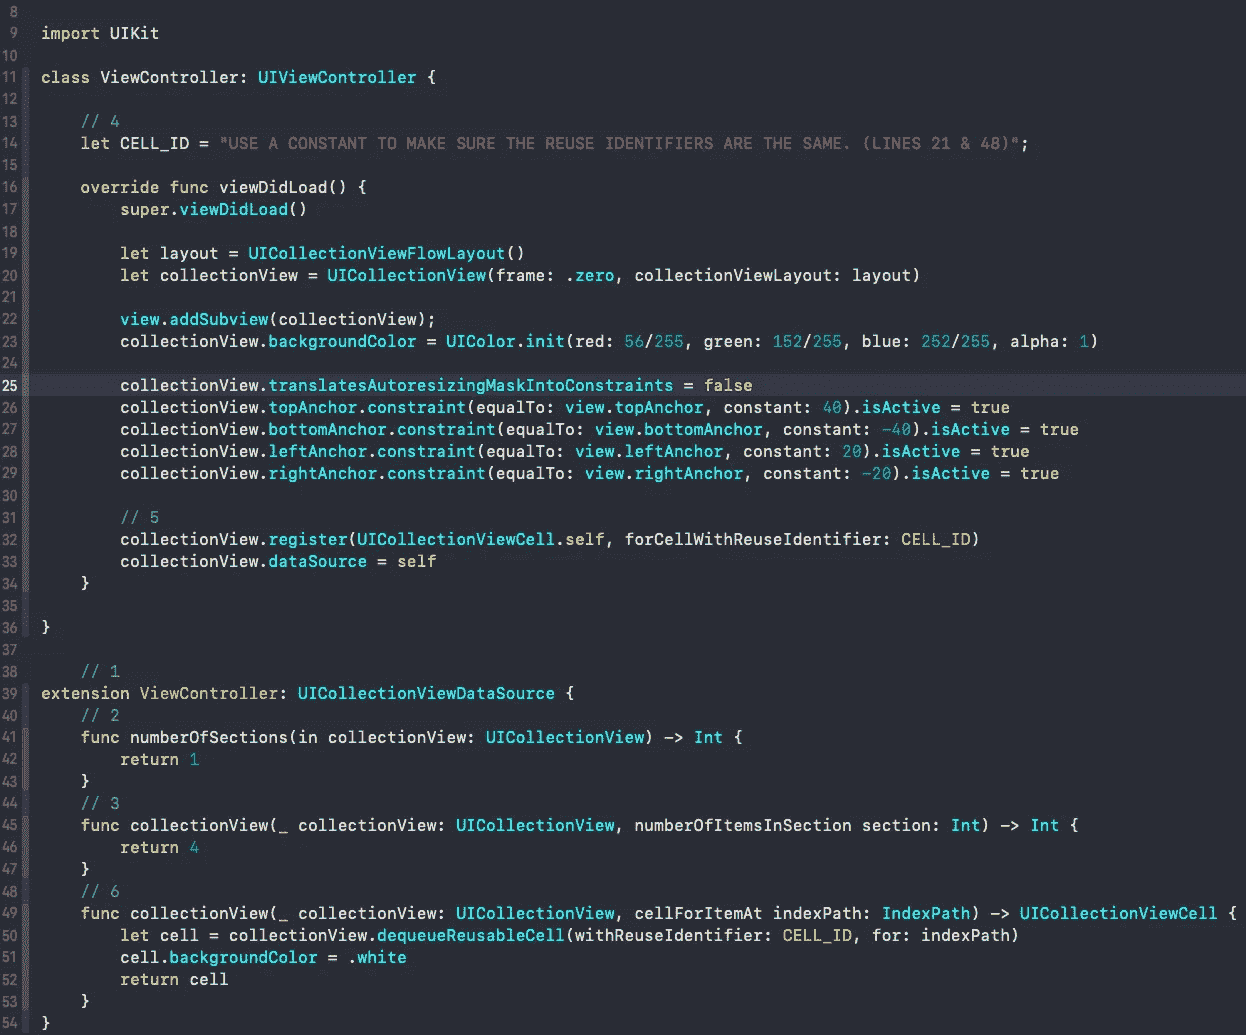 8
9 import UIKit
10
11 class ViewController: UIViewController {
12
13     // 4
14     let CELL_ID = "USE A CONSTANT TO MAKE SURE THE REUSE IDENTIFIERS ARE THE SAME. (LINES 21 & 48)";
15
16     override func viewDidLoad() {
17         super.viewDidLoad()
18
19         let layout = UICollectionViewFlowLayout()
20         let collectionView = UICollectionView(frame: .zero, collectionViewLayout: layout)
21
22         view.addSubview(collectionView);
23         collectionView.backgroundColor = UIColor.init(red: 56/255, green: 152/255, blue: 252/255, alpha: 1)
24
25         collectionView.translatesAutoresizingMaskIntoConstraints = false
26         collectionView.topAnchor.constraint(equalTo: view.topAnchor, constant: 40).isActive = true
27         collectionView.bottomAnchor.constraint(equalTo: view.bottomAnchor, constant: -40).isActive = true
28         collectionView.leftAnchor.constraint(equalTo: view.leftAnchor, constant: 20).isActive = true
29         collectionView.rightAnchor.constraint(equalTo: view.rightAnchor, constant: -20).isActive = true
30
31         // 5
32         collectionView.register(UICollectionViewCell.self, forCellWithReuseIdentifier: CELL_ID)
33         collectionView.dataSource = self
34     }
35
36 }
37
38     // 1
39 extension ViewController: UICollectionViewDataSource {
40     // 2
41     func numberOfSections(in collectionView: UICollectionView) -> Int {
42         return 1
43     }
44     // 3
45     func collectionView(_ collectionView: UICollectionView, numberOfItemsInSection section: Int) -> Int {
46         return 4
47     }
48     // 6
49     func collectionView(_ collectionView: UICollectionView, cellForItemAt indexPath: IndexPath) -> UICollectionViewCell {
50         let cell = collectionView.dequeueReusableCell(withReuseIdentifier: CELL_ID, for: indexPath)
51         cell.backgroundColor = .white
52         return cell
53     }
54 }